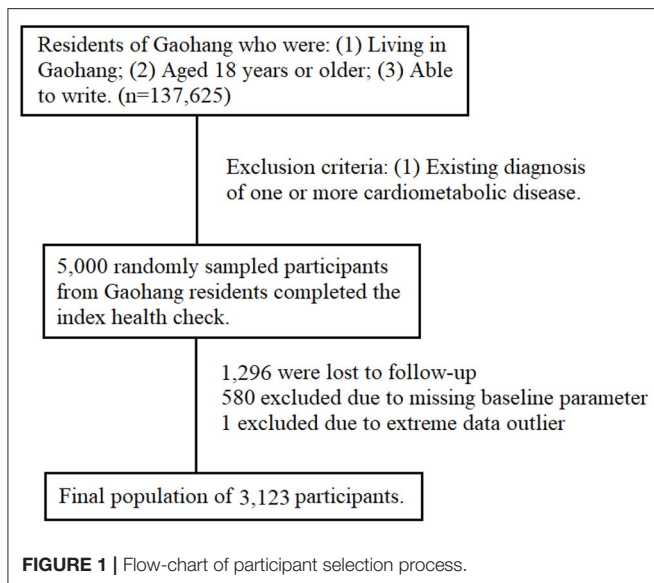 Residents of Gaohang who were: (1) Living in
Gaohang; (2) Aged 18 years or older; (3) Able
to write. (n=137,625)
Exclusion criteria: (1) Existing diagnosis
of one or more cardiometabolic disease.
5,000 randomly sampled participants
from Gaohang residents completed the
index health check.
1,296 were lost to follow-up
580 excluded due to missing baseline parameter
1 excluded due to extreme data outlier
Final population of 3,123 participants.
FIGURE 1 | Flow-chart of participant selection process.